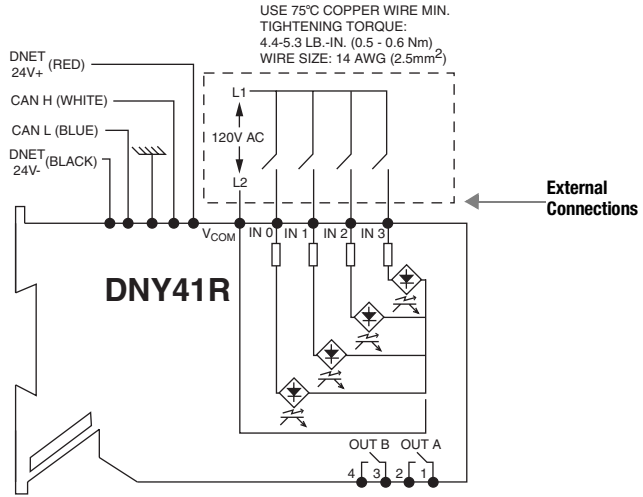 USE 75°C COPPER WIRE MIN.
TIGHTENING TORQUE:
4.4-5.3 LB.-IN. (0.5 - 0.6 Nm)
WIRE SIZE: 14 AWG (2.5mm²)
DNET
24V+ (RED)
CAN H (WHITE)
CAN L (BLUE)
DNET
24V- (BLACK)
L1
120V AC
L2
External
Connections
VCOM IN 0 IN 1 IN 2 IN 3
DNY41R
OUT B OUT A
4 3 2 1